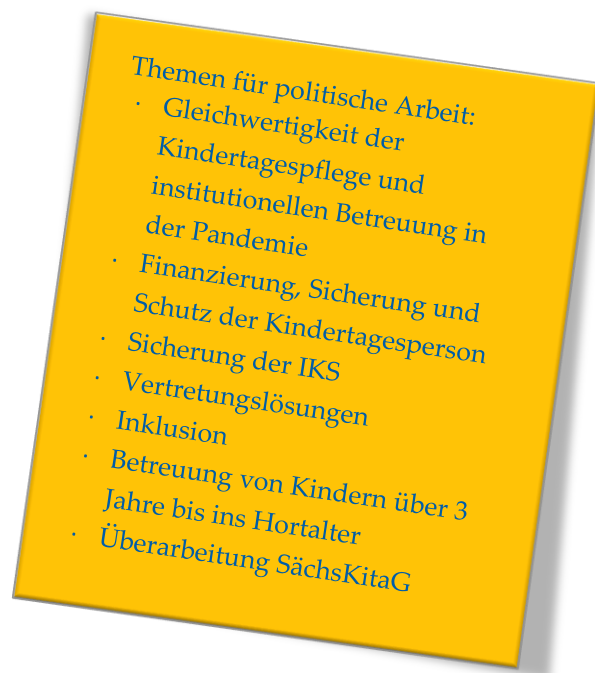 Themen für politische Arbeit:
· Gleichwertigkeit der
Kindertagespflege und
institutionellen Betreuung in
der Pandemie
· Finanzierung, Sicherung und
Schutz der Kindertagesperson
· Sicherung der IKS
· Vertretungslösungen
· Inklusion
· Betreuung von Kindern über 3
Jahre bis ins Hortalter
· Überarbeitung SächsKitaG